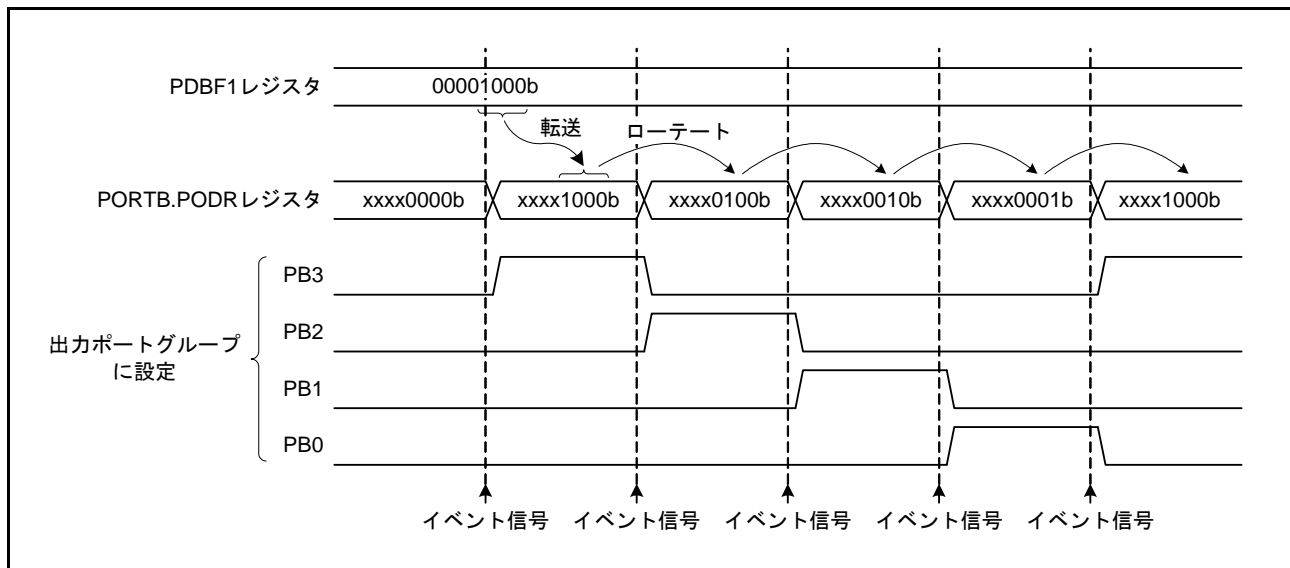 PDBF1レジスタ 00001000b
転送 ローテート
PORTB.PODRレジスタ xxxx0000b xxxx1000b xxxx0100b xxxx0010b xxxx0001b xxxx1000b
PB3
PB2
出力ポートグループ
に設定
PB1
PB0
イベント信号 イベント信号 イベント信号 イベント信号 イベント信号